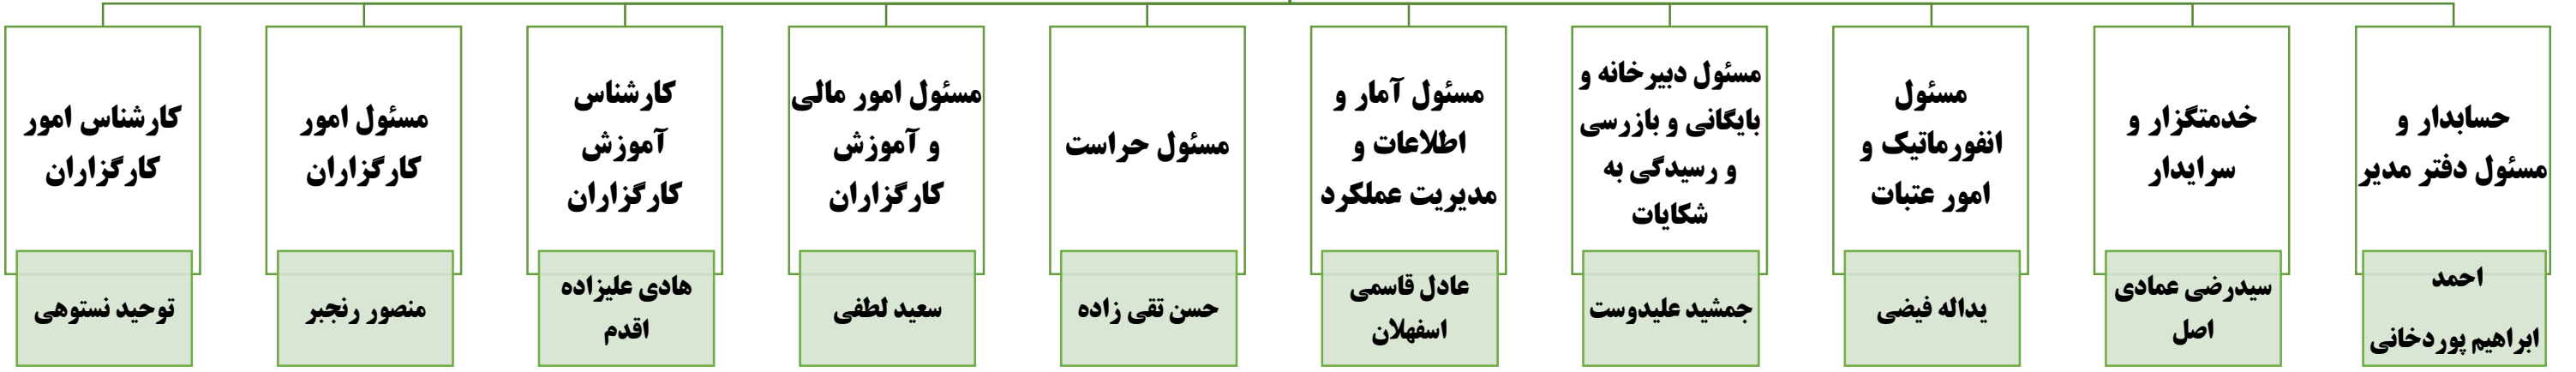 حسابدار و
مسئول دفتر مدیر
احمد
ابراهیم پوردخانی
خدمتگزار و
سرایدار
سیدرضی عمادی
اصل
مسئول
انفورماتیک و
امور عتبات
یداله فیضی
مسئول دبیرخانه و
بایگانی و بازرسی
و رسیدگی به
شکایات
جمشید علیدوست
مسئول آمار و
اطلاعات و
مدیریت عملکرد
عادل قاسمی
اسفهلان
مسئول حراست
حسن تقی زاده
مسئول امور مالی
و آموزش
کارگزاران
سعید لطفی
کارشناس
آموزش
کارگزاران
هادی علیزاده
اقدم
مسئول امور
کارگزاران
منصور رنجبر
کارشناس امور
کارگزاران
توحید نستوهی